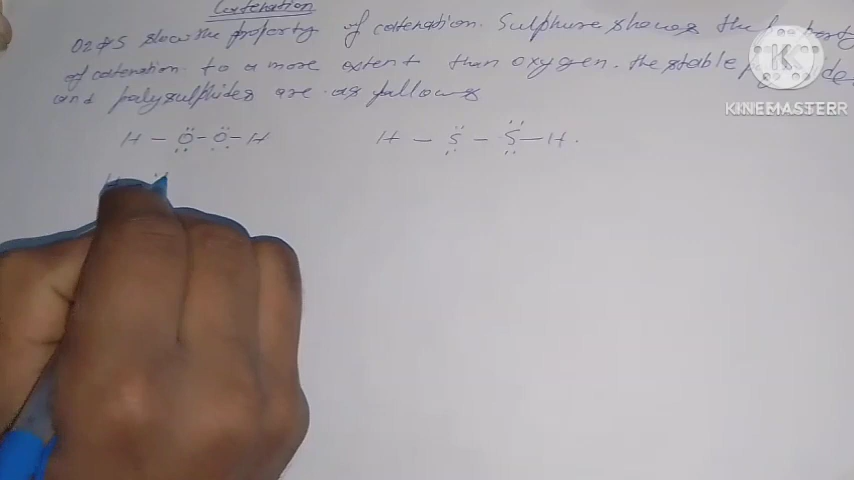 Catenation
O2 & S show the property of catenation. Sulphure shows the
of catenation to a more extent than oxygen. the stable
and polysulphides are as follows
H – Ö – Ö – H H – S – S – H.
H
K
KINEMASTER